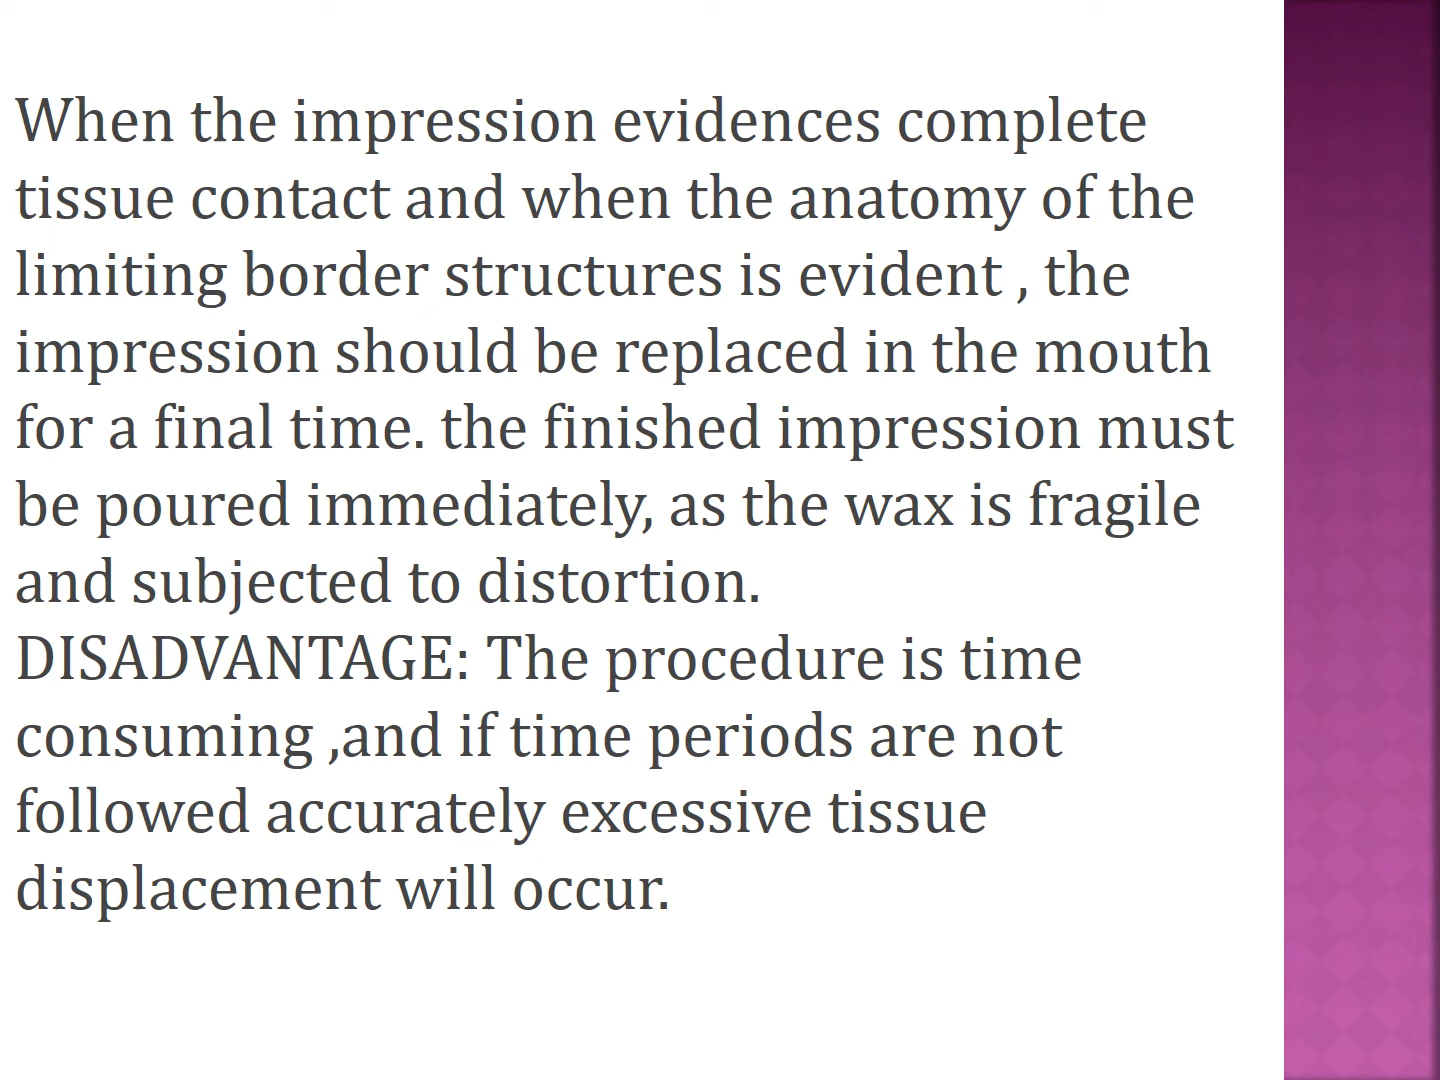 When the impression evidences complete
tissue contact and when the anatomy of the
limiting border structures is evident , the
impression should be replaced in the mouth
for a final time. the finished impression must
be poured immediately, as the wax is fragile
and subjected to distortion.
DISADVANTAGE: The procedure is time
consuming ,and if time periods are not
followed accurately excessive tissue
displacement will occur.